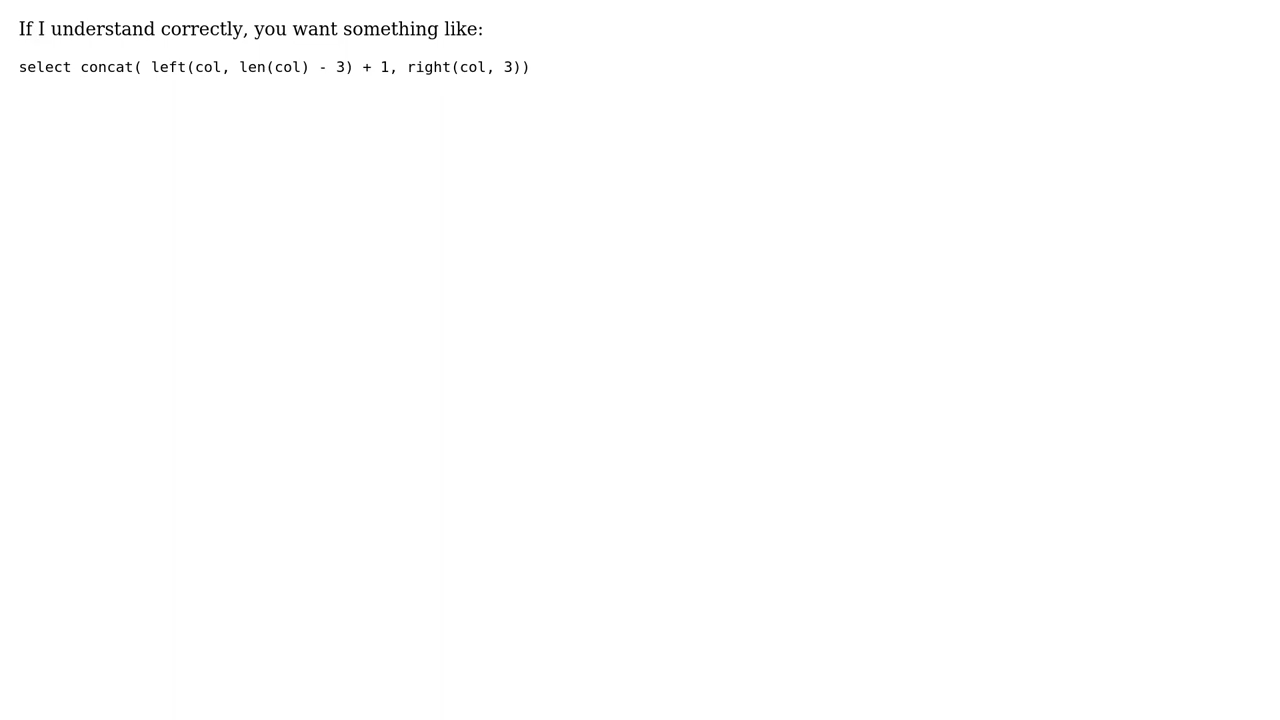 If I understand correctly, you want something like:
select concat( left(col, len(col) - 3) + 1, right(col, 3))